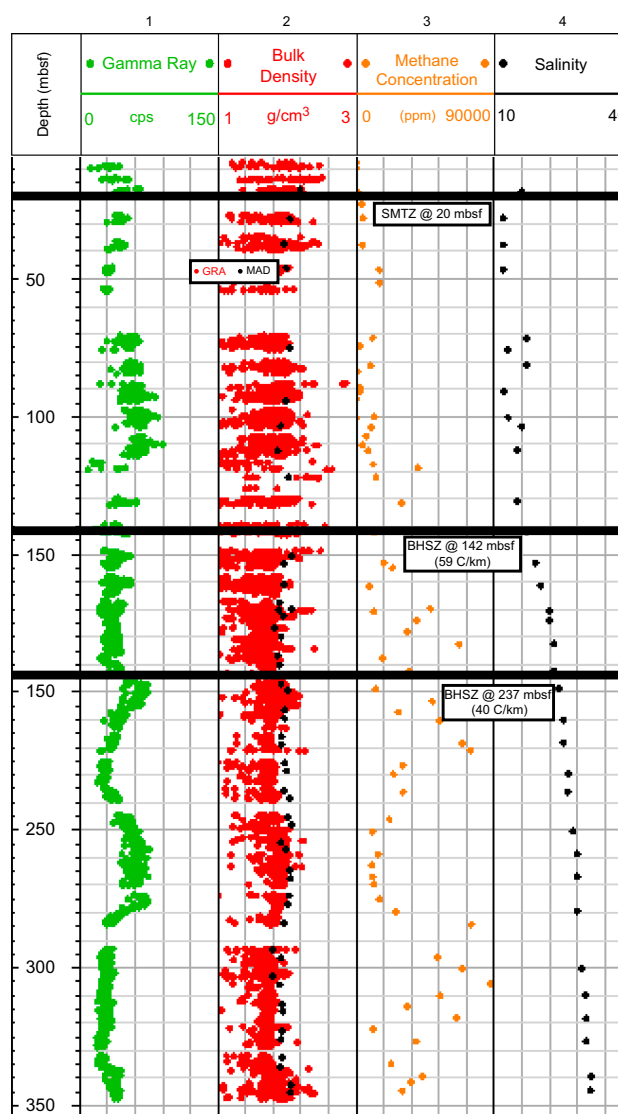 1 2 3 4
Depth (mbsf)
Gamma Ray
0 cps 150
Bulk
Density
1 g/cm³ 3
Methane
Concentration
0 (ppm) 90000
Salinity
10 40
SMTZ @ 20 mbsf
GRA MAD
50
100
BHSZ @ 142 mbsf
(59 C/km)
150
BHSZ @ 237 mbsf
(40 C/km)
150
250
300
350